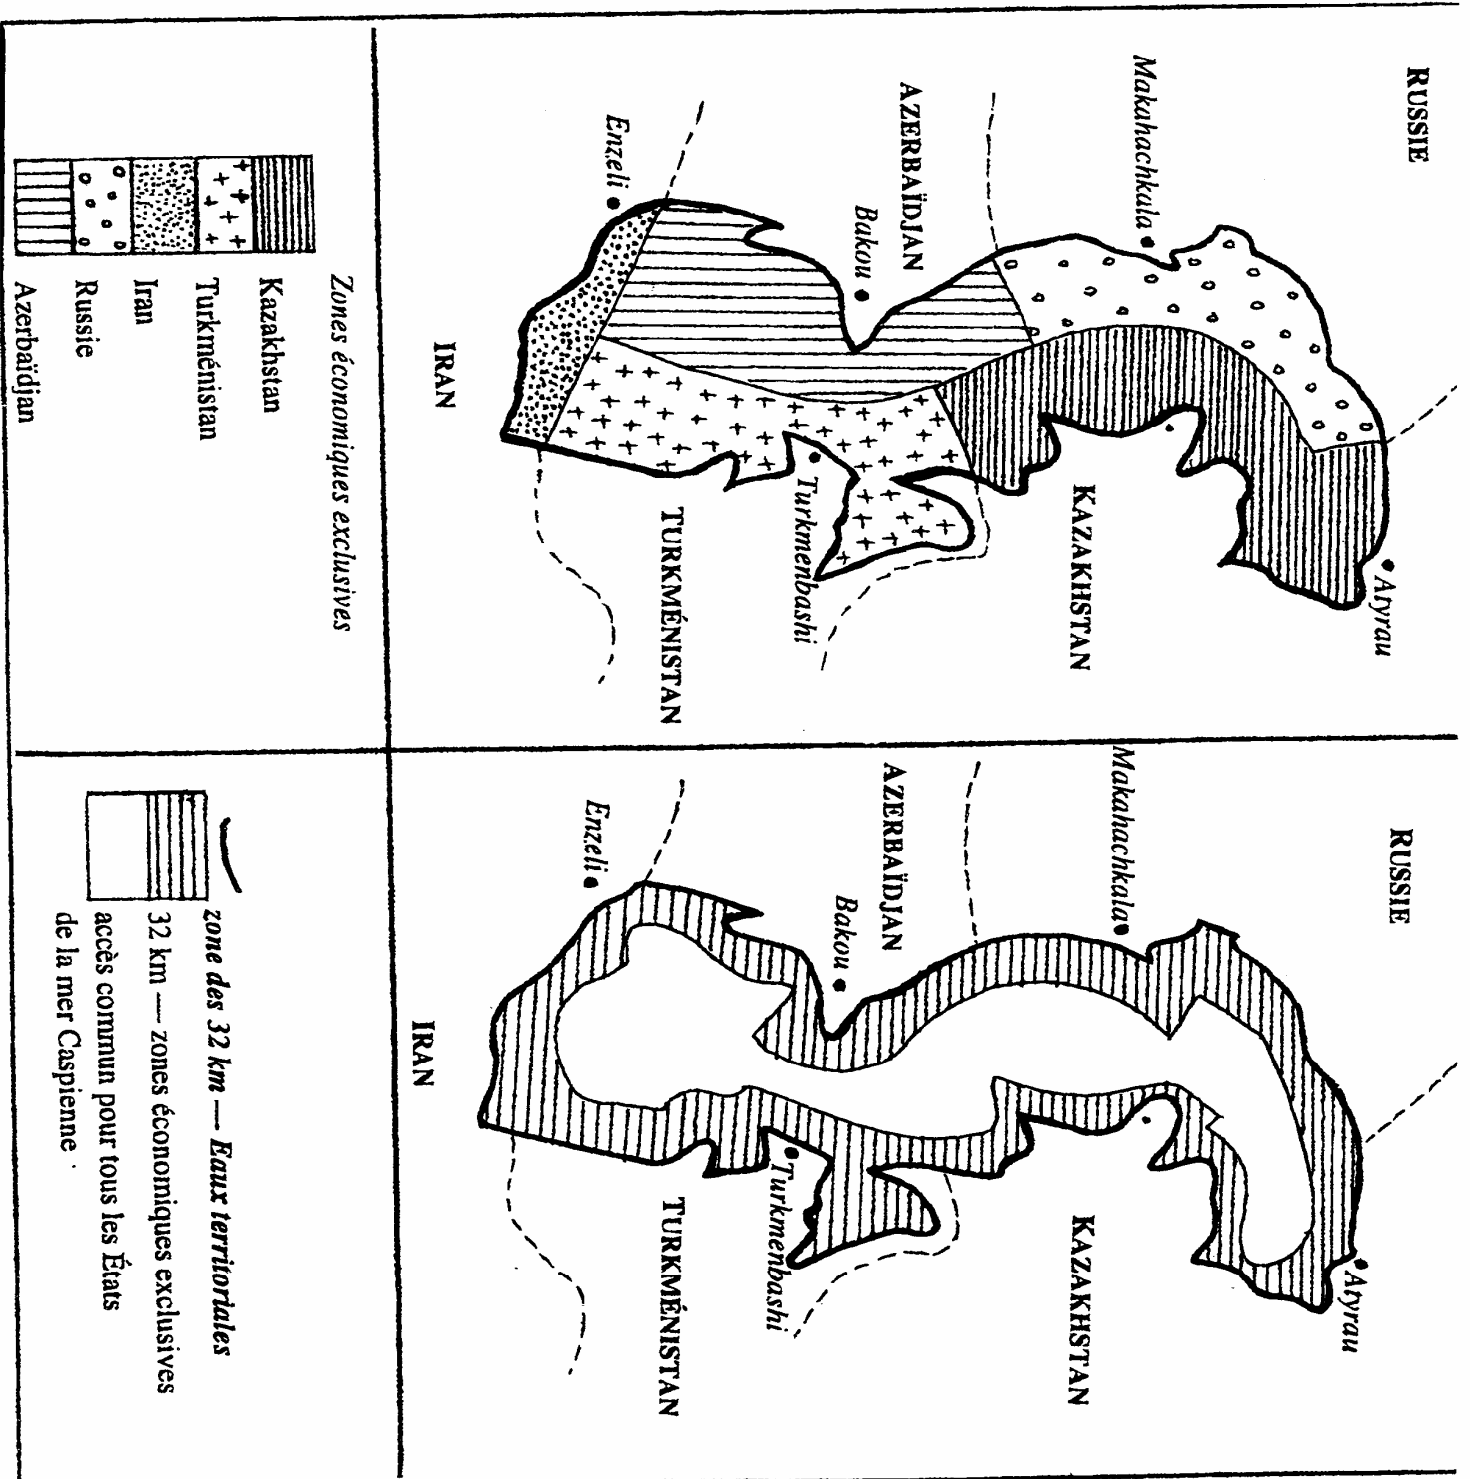 RUSSIE
Makahachkala
AZERBAÏDJAN
Bakou
Enzeli
IRAN
Atyrau
KAZAKHSTAN
Turkmenbashi
TURKMÉNISTAN
Zones économiques exclusives
Kazakhstan
Turkménistan
Iran
Russie
Azerbaïdjan
RUSSIE
Makahachkala
AZERBAÏDJAN
Bakou
Enzeli
IRAN
Atyrau
KAZAKHSTAN
Turkmenbashi
TURKMÉNISTAN
zone des 32 km — Eaux territoriales
32 km — zones économiques exclusives
accès commun pour tous les États
de la mer Caspienne